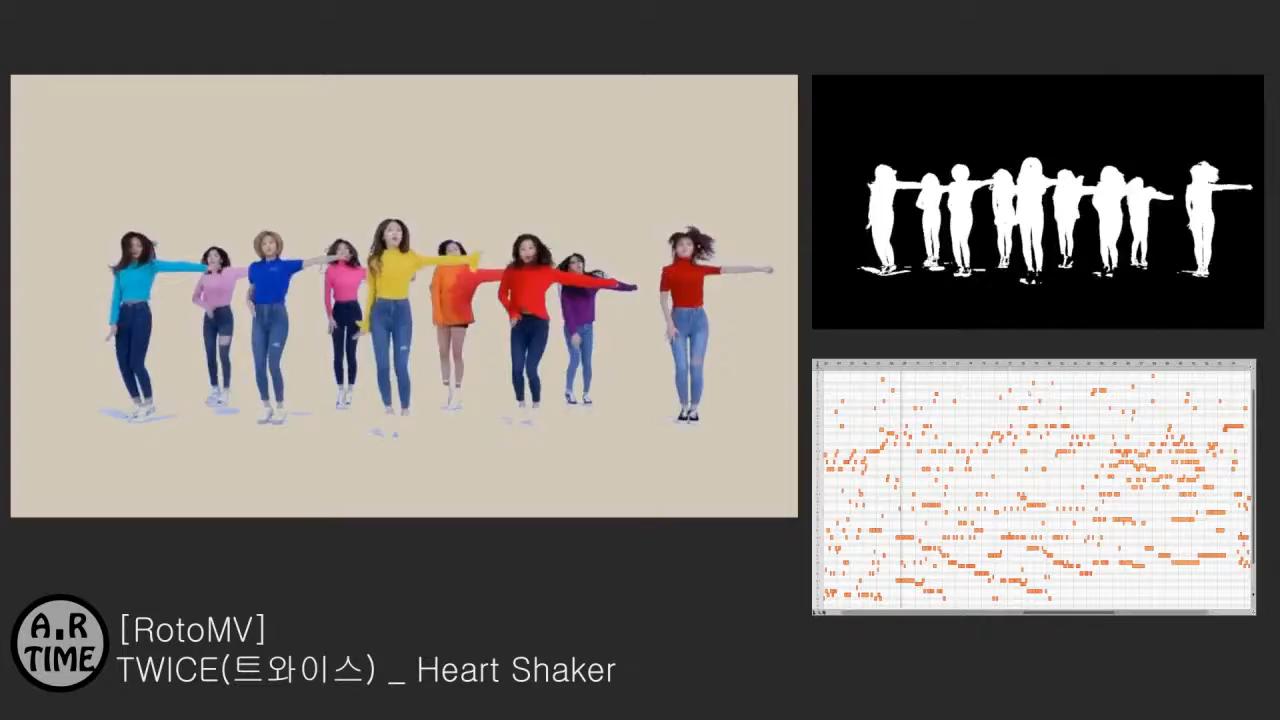 A.R
TIME
[RotoMV]
TWICE(트와이스) _ Heart Shaker